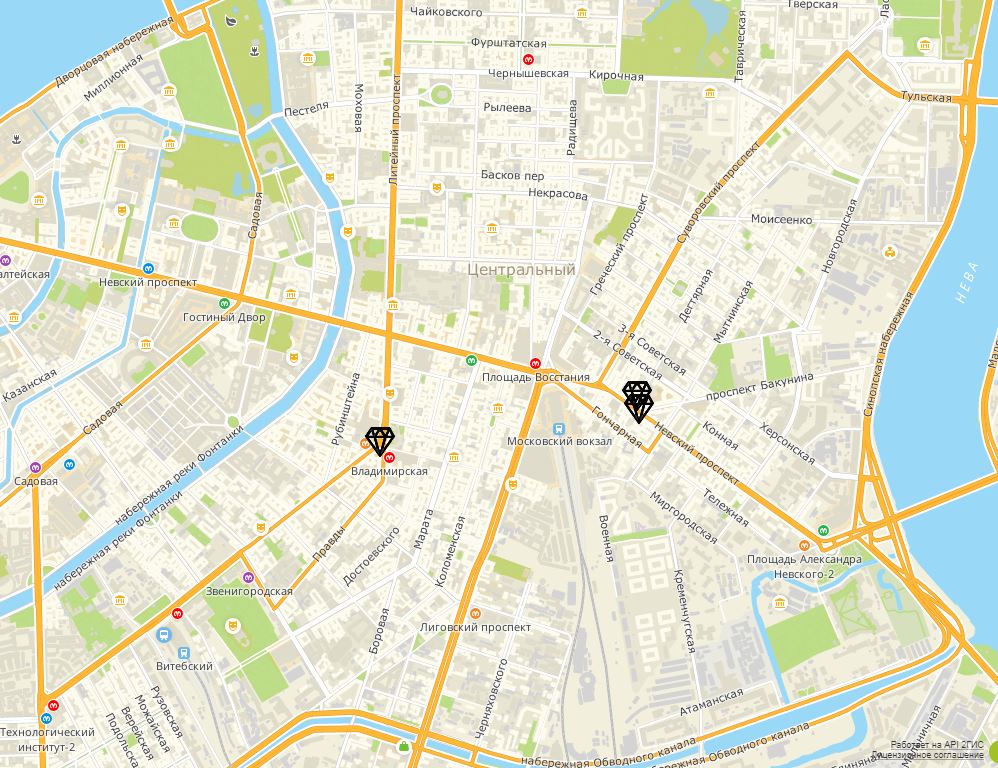 Чайковского
Тверская
Фурштатская
Чернышевская
Кирочная
Таврическая
Дворцовая набережная
Миллионная
Пестеля
Моховая
Литейный проспект
Рылеева
Радищева
Тульская
Басков пер
Некрасова
Суворовский проспект
Моисеенко
Новгородская
Садовая
Греческий проспект
Центральный
НЕВА
Невский проспект
Дегтярная
Мытнинская
Гостиный Двор
3-я Советская
2-я Советская
Синопская набережная
Площадь Восстания
проспект Бакунина
Казанская
Рубинштейна
Садовая
Гончарная
Московский вокзал
Невский проспект
Конная
Херсонская
Владимирская
Садовая
набережная реки Фонтанки
набережная реки Фонтанки
Марата
Коломенская
Правды
Достоевского
Миргородская
Тележная
Военная
Площадь Александра
Невского-2
Звенигородская
Кременчугская
Боровая
Лиговский проспект
Витебский
Черняховского
Атаманская
Рузовская
Можайская
Верейская
Технологический
институт-2
набережная Обводного канала
набережная Обводного канала
Работает на API 2ГИС
Лицензионное соглашение